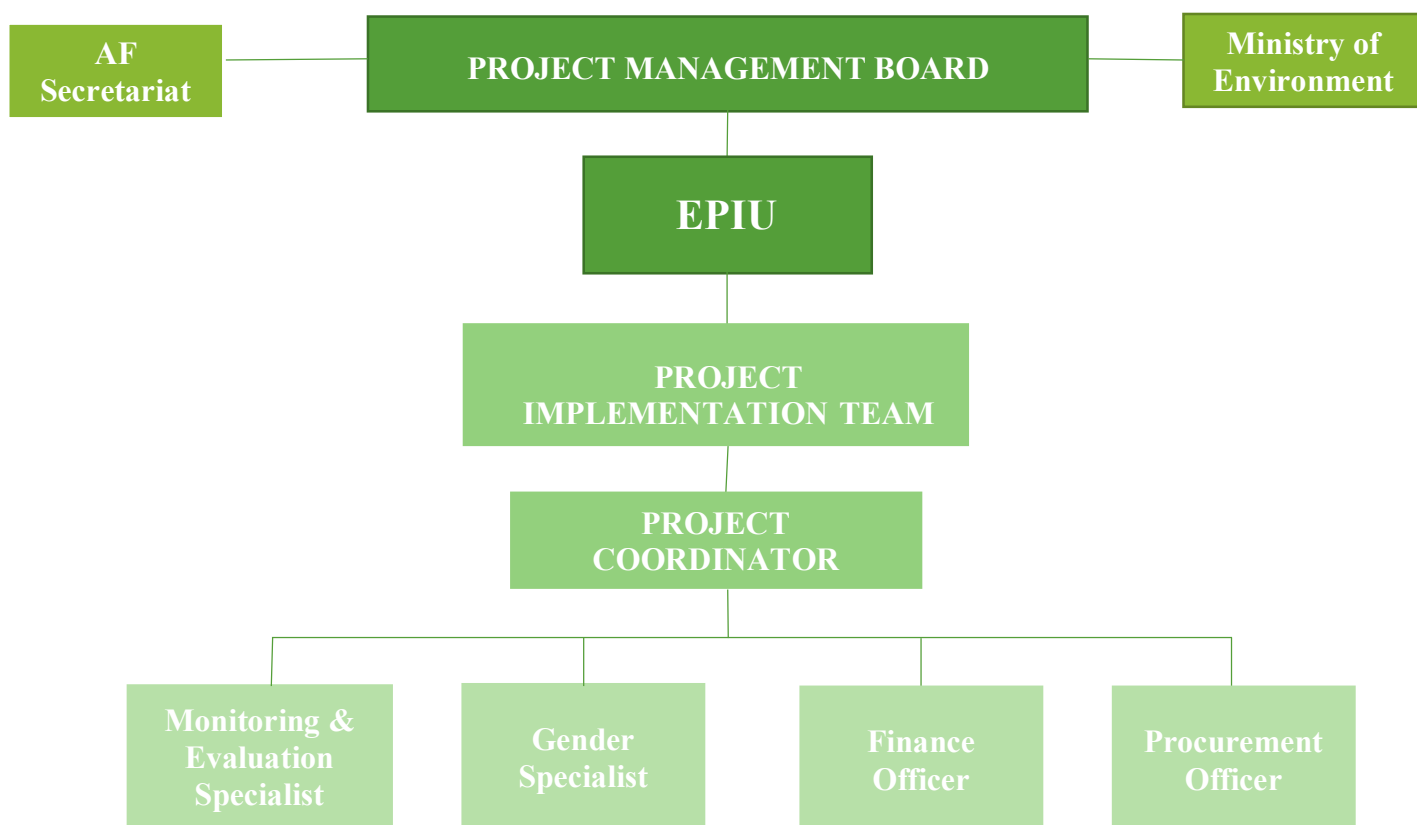 AF
Secretariat
PROJECT MANAGEMENT BOARD
Ministry of
Environment
EPIU
PROJECT
IMPLEMENTATION TEAM
PROJECT
COORDINATOR
Monitoring &
Evaluation
Specialist
Gender
Specialist
Finance
Officer
Procurement
Officer